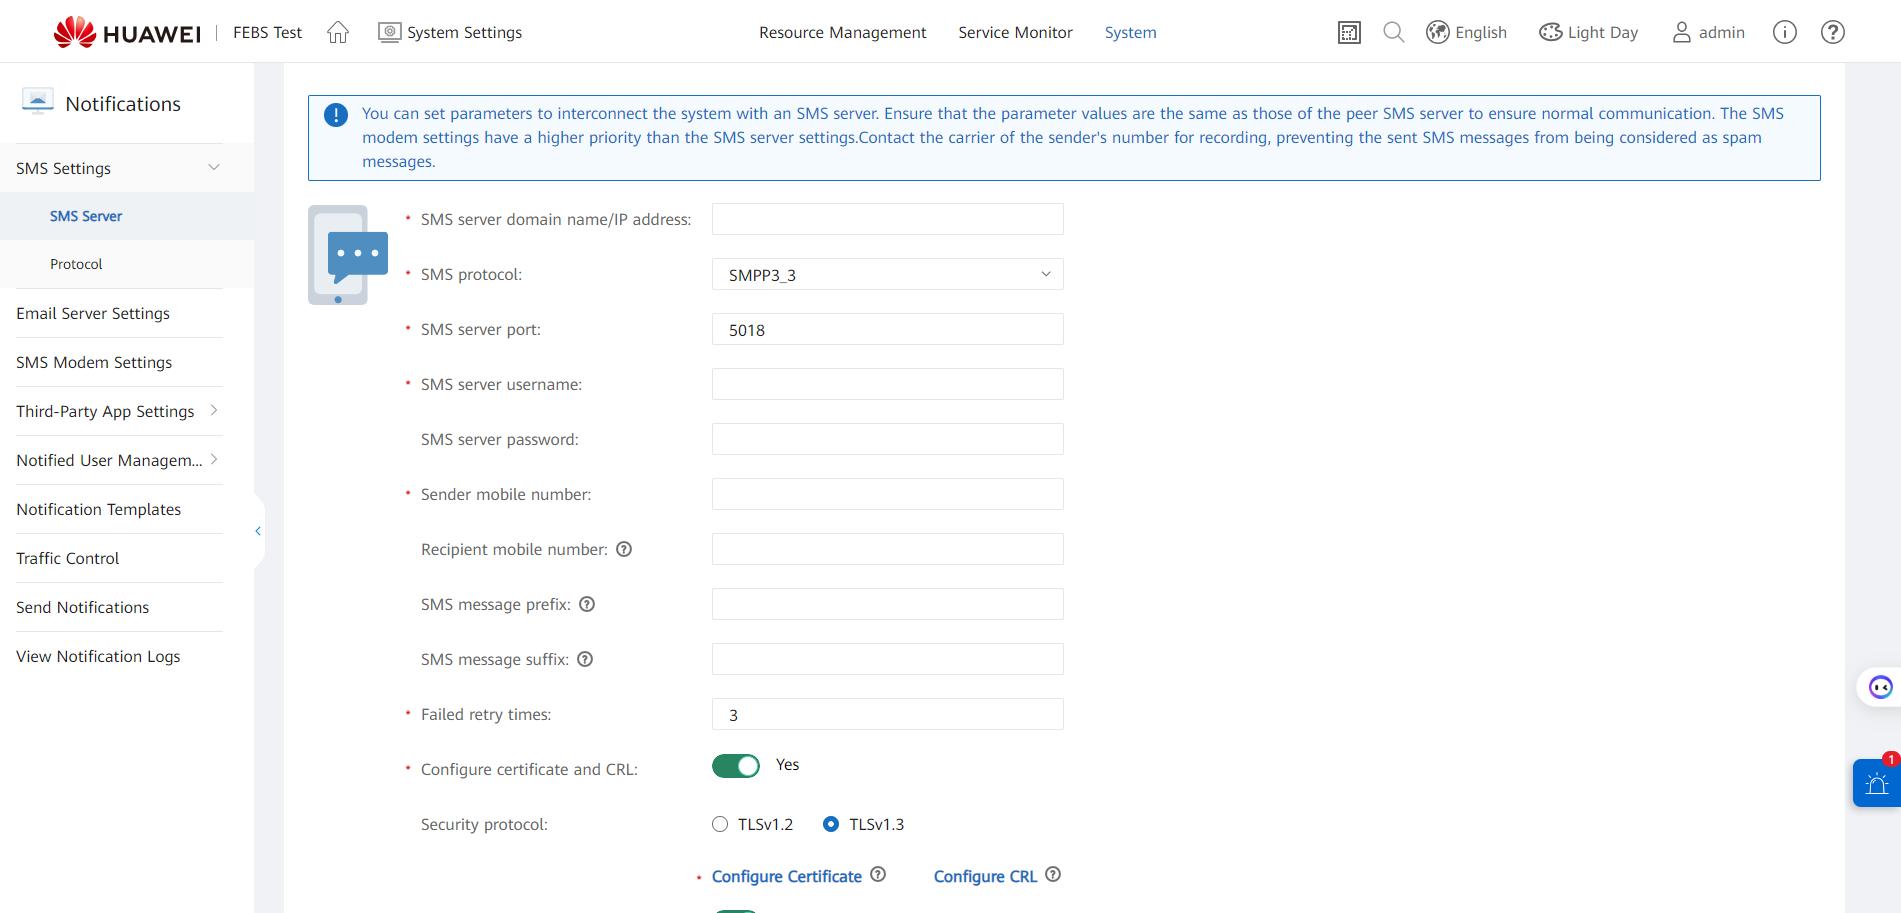 HUAWEI
FEBS Test
System Settings
Resource Management
Service Monitor
System
English
Light Day
admin
Notifications
SMS Settings
SMS Server
Protocol
Email Server Settings
SMS Modem Settings
Third-Party App Settings
Notified User Managem...
Notification Templates
Traffic Control
Send Notifications
View Notification Logs
You can set parameters to interconnect the system with an SMS server. Ensure that the parameter values are the same as those of the peer SMS server to ensure normal communication. The SMS
modem settings have a higher priority than the SMS server settings.Contact the carrier of the sender's number for recording, preventing the sent SMS messages from being considered as spam
messages.
* SMS server domain name/IP address:
* SMS protocol: SMPP3_3
* SMS server port: 5018
* SMS server username:
SMS server password:
* Sender mobile number:
Recipient mobile number:
SMS message prefix:
SMS message suffix:
* Failed retry times: 3
* Configure certificate and CRL: Yes
Security protocol: TLSv1.2 TLSv1.3
* Configure Certificate Configure CRL
1